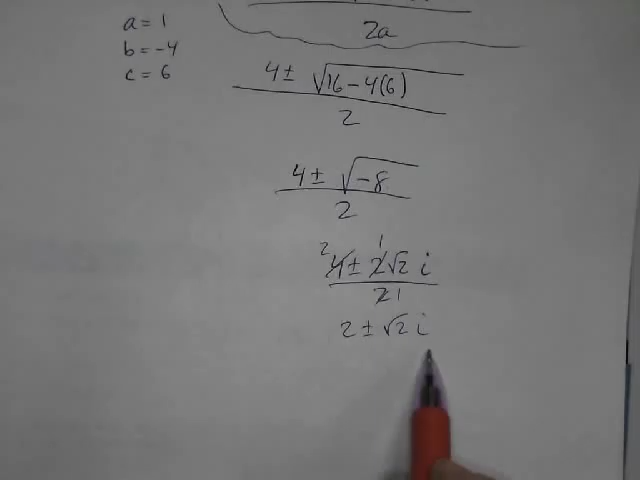 a = 1
b = -4
c = 6
2a
4 ± √16 - 4(6)
2
4 ± √-8
2
2 4 ± 2 1 √2 i
2 1
2 ± √2 i